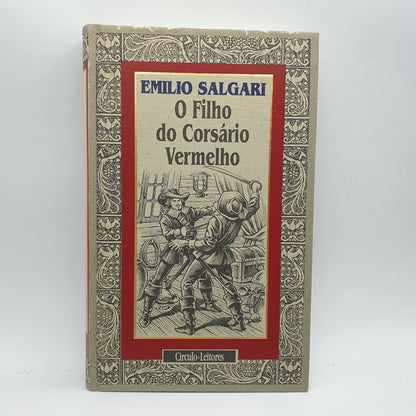 EMILIO SALGARI
O Filho
do Corsário
Vermelho
Círculo-Leitores